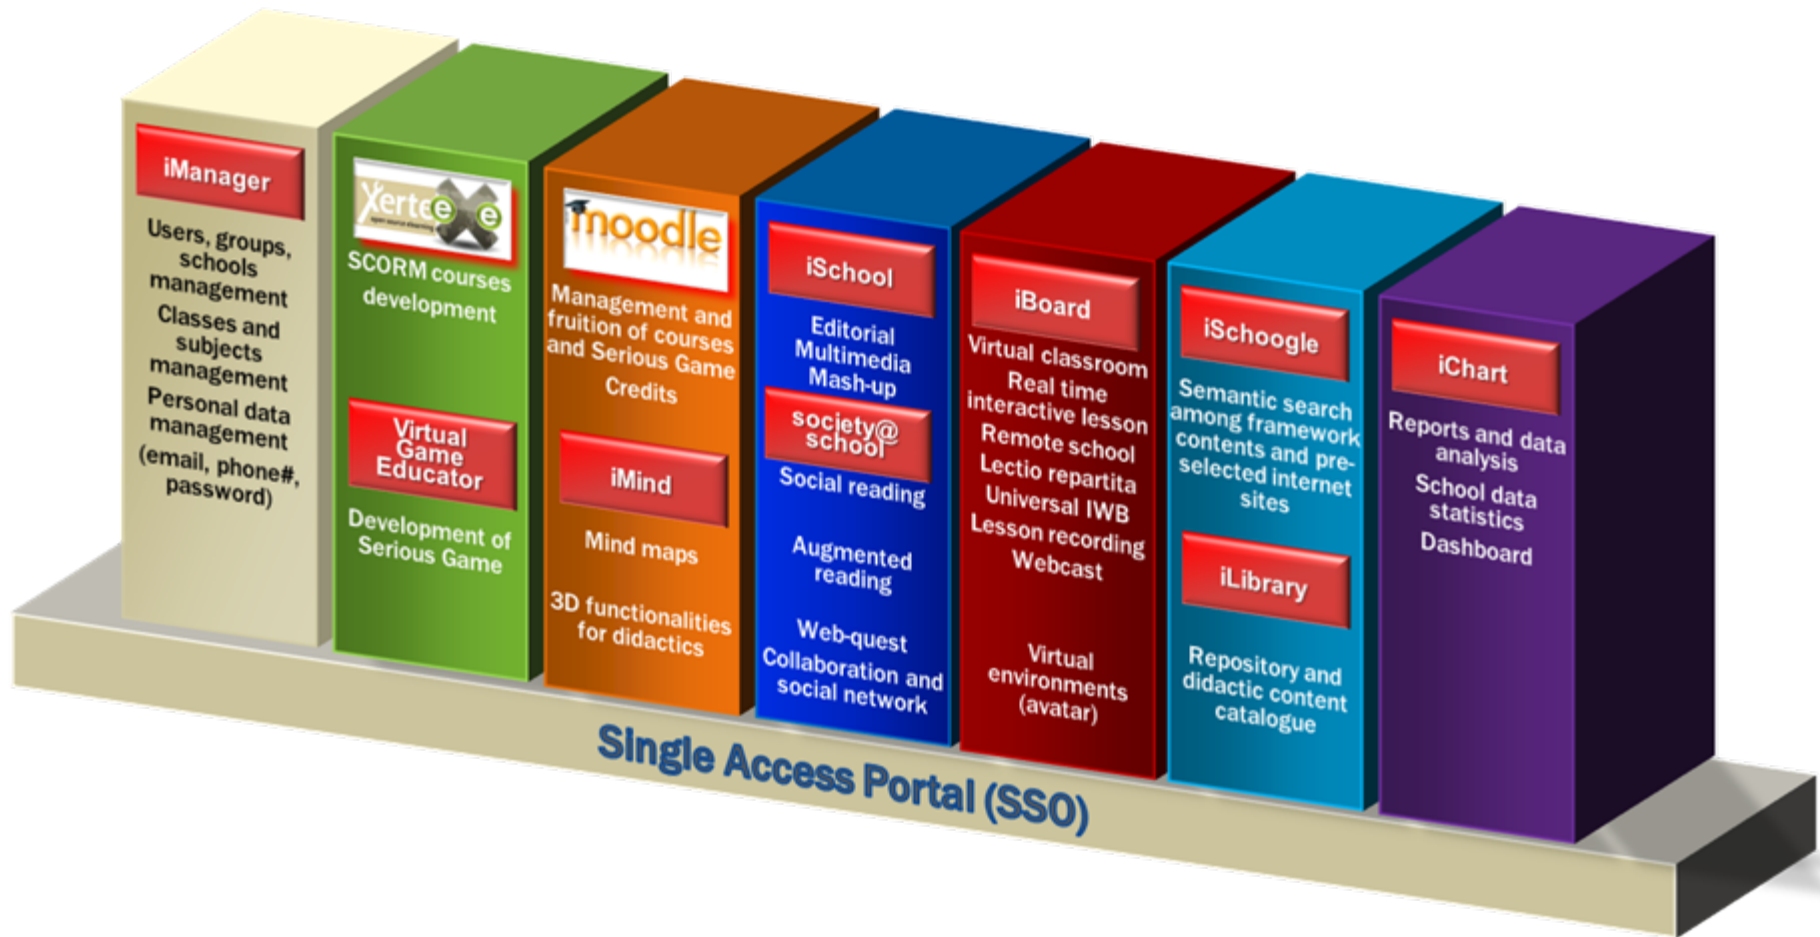 iManager
Users, groups,
schools
management
Classes and
subjects
management
Personal data
management
(email, phone#,
password)
Xerte
open source elearning
eXe
SCORM courses
development
Virtual
Game
Educator
Development of
Serious Game
moodle
Management and
fruition of courses
and Serious Game
Credits
iMind
Mind maps
3D functionalities
for didactics
iSchool
Editorial
Multimedia
Mash-up
society@
school
Social reading
Augmented
reading
Web-quest
Collaboration and
social network
iBoard
Virtual classroom
Real time
interactive lesson
Remote school
Lectio repartita
Universal IWB
Lesson recording
Webcast
Virtual
environments
(avatar)
iSchoogle
Semantic search
among framework
contents and pre-
selected internet
sites
iLibrary
Repository and
didactic content
catalogue
iChart
Reports and data
analysis
School data
statistics
Dashboard
Single Access Portal (SSO)